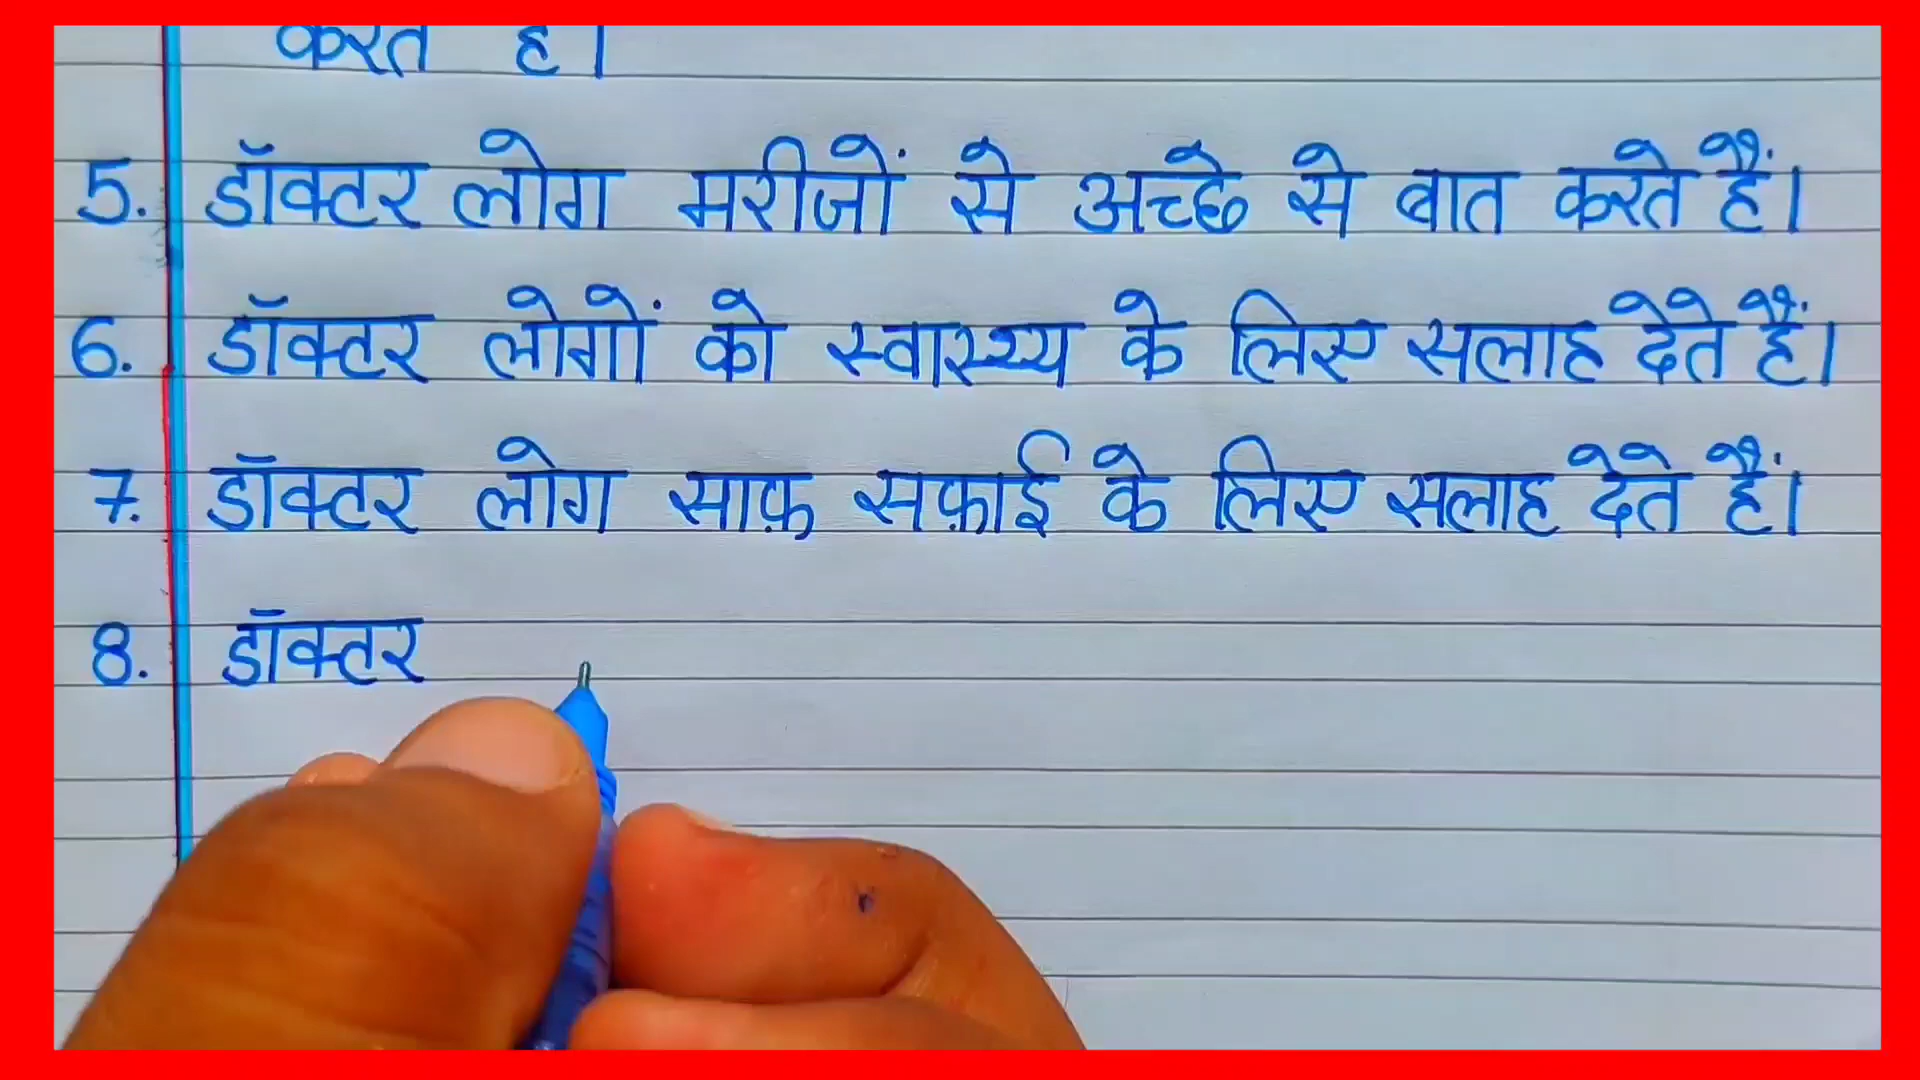 करते हैं।
5. डॉक्टर लोग मरीजों से अच्छे से बात करते हैं।
6. डॉक्टर लोगों को स्वास्थ्य के लिए सलाह देते हैं।
7. डॉक्टर लोग साफ़ सफ़ाई के लिए सलाह देते हैं।
8. डॉक्टर